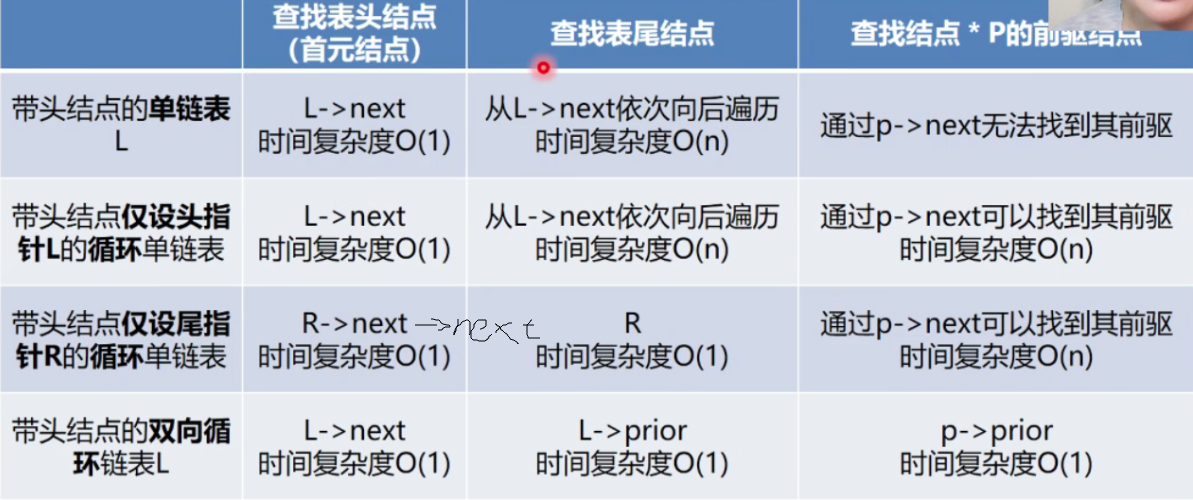 查找表头结点
（首元结点）
查找表尾结点
查找结点 * P的前驱结点
带头结点的单链表
L
L->next
时间复杂度O(1)
从L->next依次向后遍历
时间复杂度O(n)
通过p->next无法找到其前驱
带头结点仅设头指
针L的循环单链表
L->next
时间复杂度O(1)
从L->next依次向后遍历
时间复杂度O(n)
通过p->next可以找到其前驱
时间复杂度O(n)
带头结点仅设尾指
针R的循环单链表
R->next ->next
时间复杂度O(1)
R
时间复杂度O(1)
通过p->next可以找到其前驱
时间复杂度O(n)
带头结点的双向循
环链表L
L->next
时间复杂度O(1)
L->prior
时间复杂度O(1)
p->prior
时间复杂度O(1)